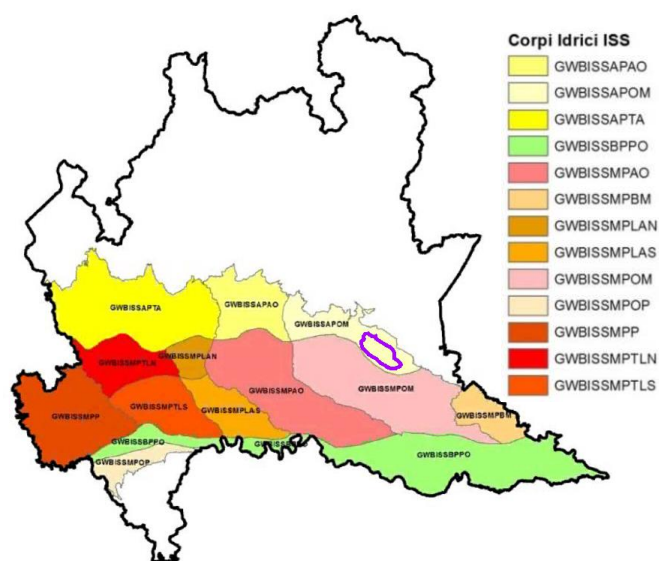 Corpi Idrici ISS
GWBISSAPAO
GWBISSAPOM
GWBISSAPTA
GWBISSBPPO
GWBISSMPAO
GWBISSMPBM
GWBISSMPLAN
GWBISSMPLAS
GWBISSMPOM
GWBISSMPOP
GWBISSMPP
GWBISSMPTLN
GWBISSMPTLS
GWBISSAPTA
GWBISSAPAO
GWBISSAPOM
GWBISSMPTLN
GWBISSMPLAN
GWBISSMPAO
GWBISSMPOM
GWBISSMPP
GWBISSMPTLS
GWBISSMPLAS
GWBISSMPBM
GWBISSBPPO
GWBISSBPPO
GWBISSMPOP